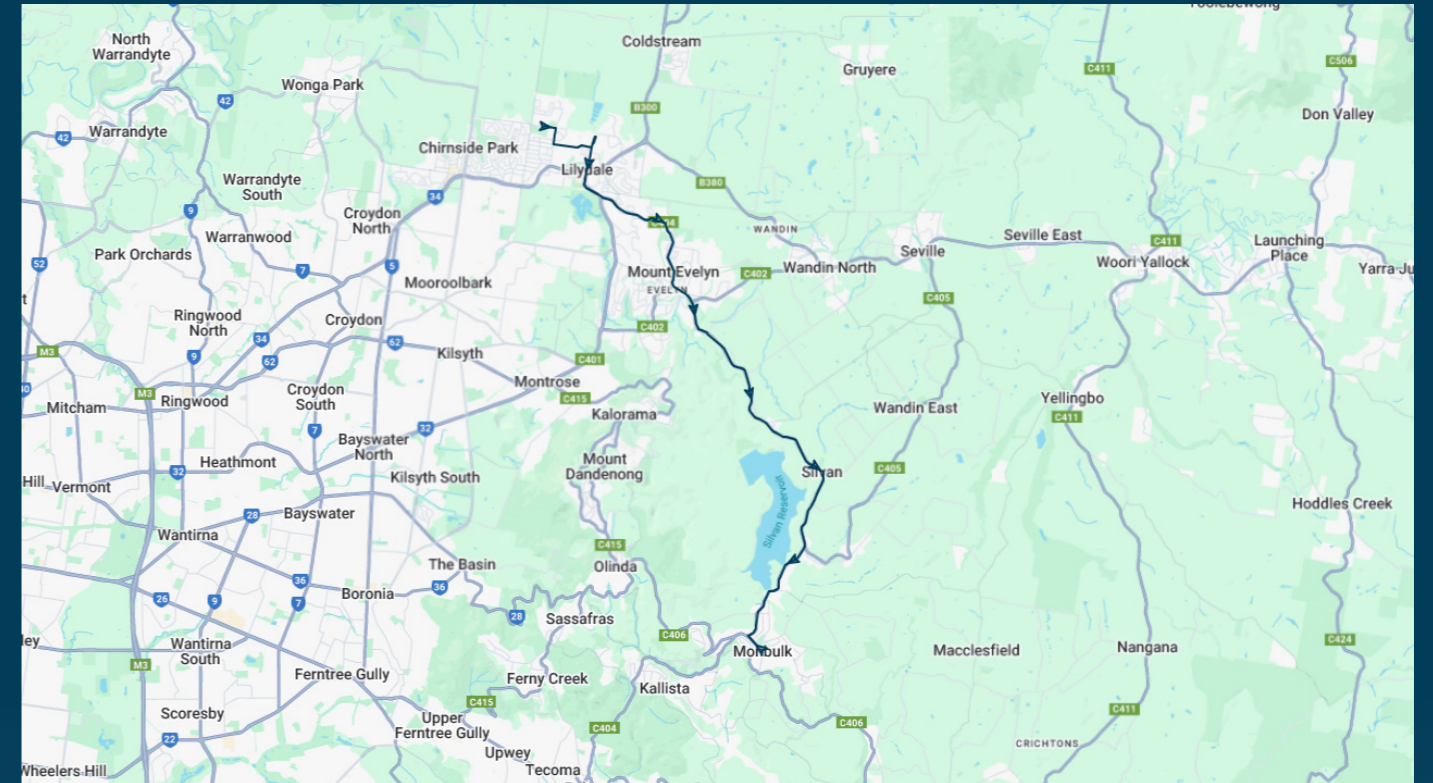 North
Warrandyte
Coldstream
Gruyere
C411
C506
Wonga Park
42
B300
Don Valley
42
Warrandyte
Chirnside Park
Lilydale
Warrandyte
South
34
B380
9
Croydon
North
WANDIN
Warranwood
Park Orchards
Seville East
C411
Launching
Place
Seville
52
5
7
Mount Evelyn
C402
Wandin North
Woori Yallock
Mooroolbark
EVELYN
C405
Ringwood
North
Croydon
C402
34
62
62
M3
9
Kilsyth
C401
Montrose
M3
Ringwood
Croydon
South
C415
Mitcham
Kalorama
Wandin East
Yellingbo
C411
7
32
Bayswater
North
Heathmont
32
Mount
Dandenong
Silvan
C405
Kilsyth South
Hill
Vermont
Silvan Reservoir
Hoddles Creek
28
Bayswater
Wantirna
C415
The Basin
Olinda
36
36
Boronia
26
9
7
28
Sassafras
C406
C424
Wantirna
South
Monbulk
Macclesfield
Nangana
M3
Ferntree Gully
Ferny Creek
Kallista
C415
C411
Scoresby
Upper
Ferntree Gully
C404
C406
22
CRICHTONS
Upwey
Wheelers Hill
Tecoma